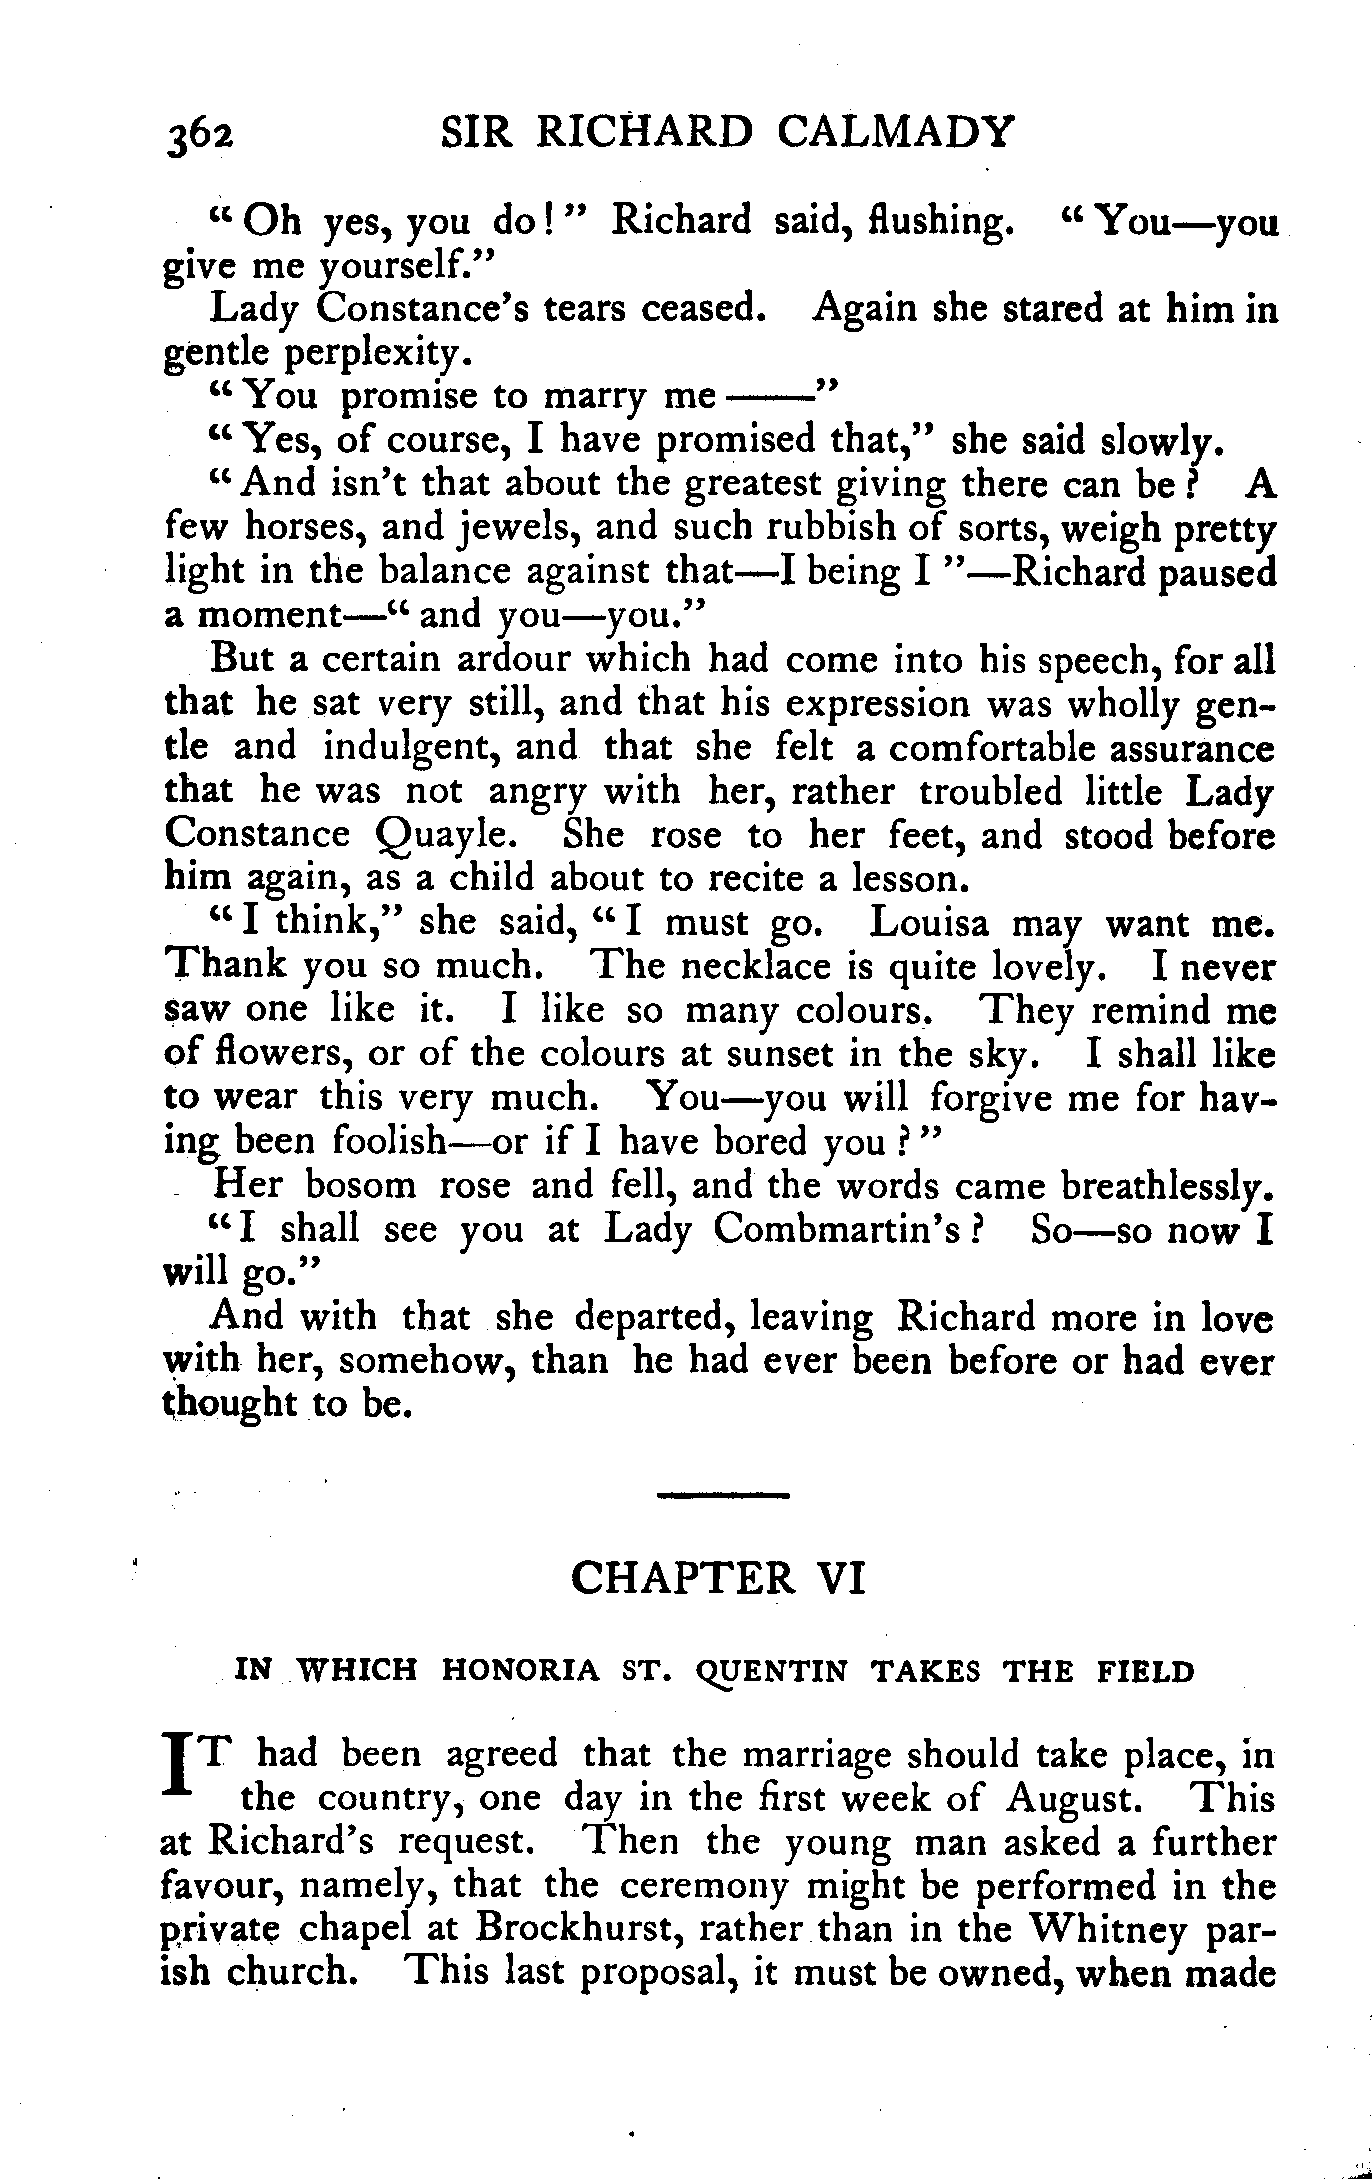 362 SIR RICHARD CALMADY
“Oh yes, you do!” Richard said, flushing. “You—you
give me yourself.”
Lady Constance’s tears ceased. Again she stared at him in
gentle perplexity.
“You promise to marry me ——”
“Yes, of course, I have promised that,” she said slowly.
“And isn’t that about the greatest giving there can be? A
few horses, and jewels, and such rubbish of sorts, weigh pretty
light in the balance against that—I being I ”—Richard paused
a moment—“ and you—you.”
But a certain ardour which had come into his speech, for all
that he sat very still, and that his expression was wholly gen-
tle and indulgent, and that she felt a comfortable assurance
that he was not angry with her, rather troubled little Lady
Constance Quayle. She rose to her feet, and stood before
him again, as a child about to recite a lesson.
“I think,” she said, “I must go. Louisa may want me.
Thank you so much. The necklace is quite lovely. I never
saw one like it. I like so many colours. They remind me
of flowers, or of the colours at sunset in the sky. I shall like
to wear this very much. You—you will forgive me for hav-
ing been foolish—or if I have bored you?”
Her bosom rose and fell, and the words came breathlessly.
“I shall see you at Lady Combmartin’s? So—so now I
will go.”
And with that she departed, leaving Richard more in love
with her, somehow, than he had ever been before or had ever
thought to be.
CHAPTER VI
IN WHICH HONORIA ST. QUENTIN TAKES THE FIELD
IT had been agreed that the marriage should take place, in
the country, one day in the first week of August. This
at Richard’s request. Then the young man asked a further
favour, namely, that the ceremony might be performed in the
private chapel at Brockhurst, rather than in the Whitney par-
ish church. This last proposal, it must be owned, when made